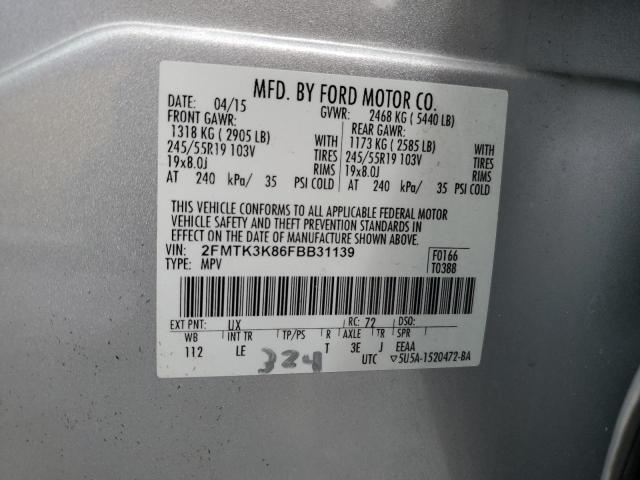 MFD. BY FORD MOTOR CO.
DATE: 04/15 GVWR: 2468 KG ( 5440 LB)
FRONT GAWR: REAR GAWR:
1318 KG ( 2905 LB) WITH 1173 KG ( 2585 LB) WITH
245/55R19 103V TIRES 245/55R19 103V TIRES
19x8.0J RIMS 19x8.0J RIMS
AT 240 kPa/ 35 PSI COLD AT 240 kPa/ 35 PSI COLD
THIS VEHICLE CONFORMS TO ALL APPLICABLE FEDERAL MOTOR
VEHICLE SAFETY AND THEFT PREVENTION STANDARDS IN
EFFECT ON THE DATE OF MANUFACTURE SHOWN ABOVE.
VIN: 2FMTK3K86FBB31139 F0166
TYPE: MPV T0388
EXT PNT: UX RC: 72 DSO:
WB INT TR TP/PS R AXLE TR SPR
112 LE T 3E J EEAA
324
UTC ▽5U5A-1520472-BA